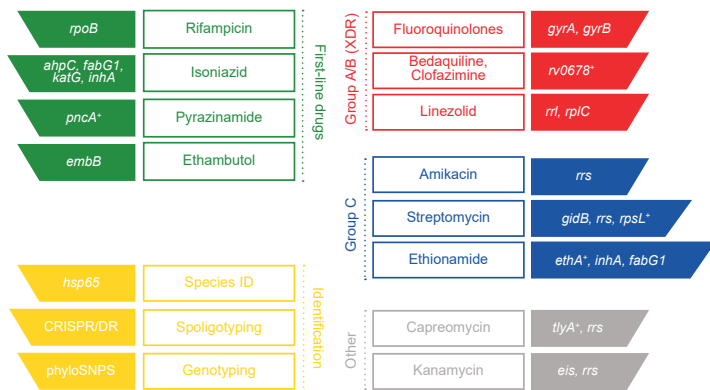 rpoB
Rifampicin
ahpC, fabG1,
katG, inhA
Isoniazid
pncA⁺
Pyrazinamide
embB
Ethambutol
First-line drugs
hsp65
Species ID
CRISPR/DR
Spoligotyping
phyloSNPS
Genotyping
Identification
Group A/B (XDR)
Fluoroquinolones
gyrA, gyrB
Bedaquiline,
Clofazimine
rv0678⁺
Linezolid
rrl, rplC
Group C
Amikacin
rrs
Streptomycin
gidB, rrs, rpsL⁺
Ethionamide
ethA⁺, inhA, fabG1
Other
Capreomycin
tlyA⁺, rrs
Kanamycin
eis, rrs